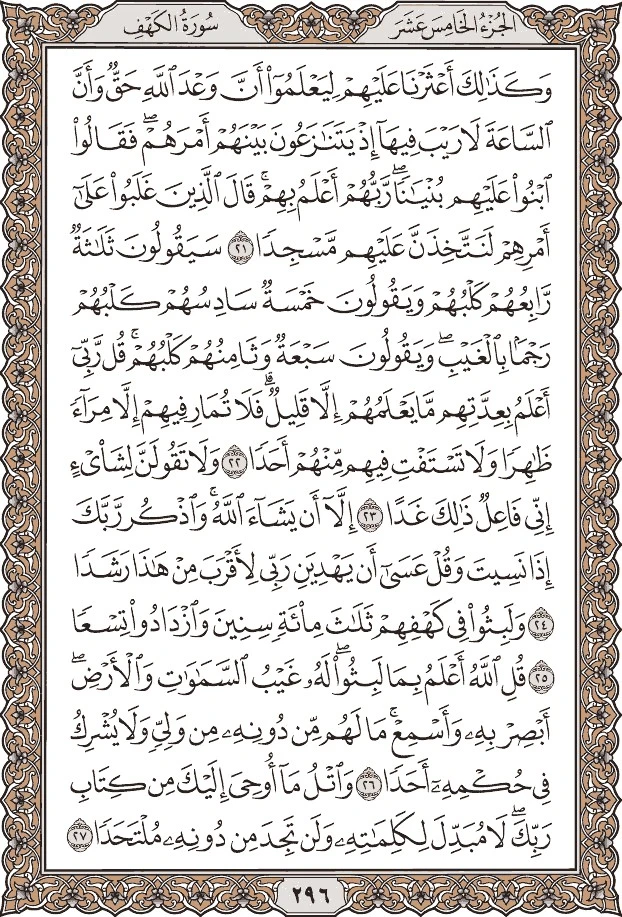 الجزء الخامس عشر
سورة الكهف
وَكَذَٰلِكَ أَعۡثَرۡنَا عَلَيۡهِمۡ لِيَعۡلَمُوٓاْ أَنَّ وَعۡدَ ٱللَّهِ حَقّٞ وَأَنَّ
ٱلسَّاعَةَ لَا رَيۡبَ فِيهَآ إِذۡ يَتَنَٰزَعُونَ بَيۡنَهُمۡ أَمۡرَهُمۡۖ فَقَالُواْ
ٱبۡنُواْ عَلَيۡهِم بُنۡيَٰنٗاۖ رَّبُّهُمۡ أَعۡلَمُ بِهِمۡۚ قَالَ ٱلَّذِينَ غَلَبُواْ عَلَىٰٓ
أَمۡرِهِمۡ لَنَتَّخِذَنَّ عَلَيۡهِم مَّسۡجِدٗا ٢١ سَيَقُولُونَ ثَلَٰثَةٞ
رَّابِعُهُمۡ كَلۡبُهُمۡ وَيَقُولُونَ خَمۡسَةٞ سَادِسُهُمۡ كَلۡبُهُمۡ
رَجۡمَۢا بِٱلۡغَيۡبِۖ وَيَقُولُونَ سَبۡعَةٞ وَثَامِنُهُمۡ كَلۡبُهُمۡۚ قُل رَّبِّيٓ
أَعۡلَمُ بِعِدَّتِهِم مَّا يَعۡلَمُهُمۡ إِلَّا قَلِيلٞۗ فَلَا تُمَارِ فِيهِمۡ إِلَّا مِرَآءٗ
ظَٰهِرٗا وَلَا تَسۡتَفۡتِ فِيهِم مِّنۡهُمۡ أَحَدٗا ٢٢ وَلَا تَقُولَنَّ لِشَاْيۡءٍ
إِنِّي فَاعِلٞ ذَٰلِكَ غَدًا ٢٣ إِلَّآ أَن يَشَآءَ ٱللَّهُۚ وَٱذۡكُر رَّبَّكَ
إِذَا نَسِيتَ وَقُلۡ عَسَىٰٓ أَن يَهۡدِيَنِ رَبِّي لِأَقۡرَبَ مِنۡ هَٰذَا رَشَدٗا
٢٤ وَلَبِثُواْ فِي كَهۡفِهِمۡ ثَلَٰثَ مِاْئَةٖ سِنِينَ وَٱزۡدَادُواْ تِسۡعٗا
٢٥ قُلِ ٱللَّهُ أَعۡلَمُ بِمَا لَبِثُواْۖ لَهُۥ غَيۡبُ ٱلسَّمَٰوَٰتِ وَٱلۡأَرۡضِۖ
أَبۡصِرۡ بِهِۦ وَأَسۡمِعۡۚ مَا لَهُم مِّن دُونِهِۦ مِن وَلِيّٖ وَلَا يُشۡرِكُ
فِي حُكۡمِهِۦٓ أَحَدٗا ٢٦ وَٱتۡلُ مَآ أُوحِيَ إِلَيۡكَ مِن كِتَابِ
رَبِّكَۖ لَا مُبَدِّلَ لِكَلِمَٰتِهِۦ وَلَن تَجِدَ مِن دُونِهِۦ مُلۡتَحَدٗا ٢٧
٢٩٦